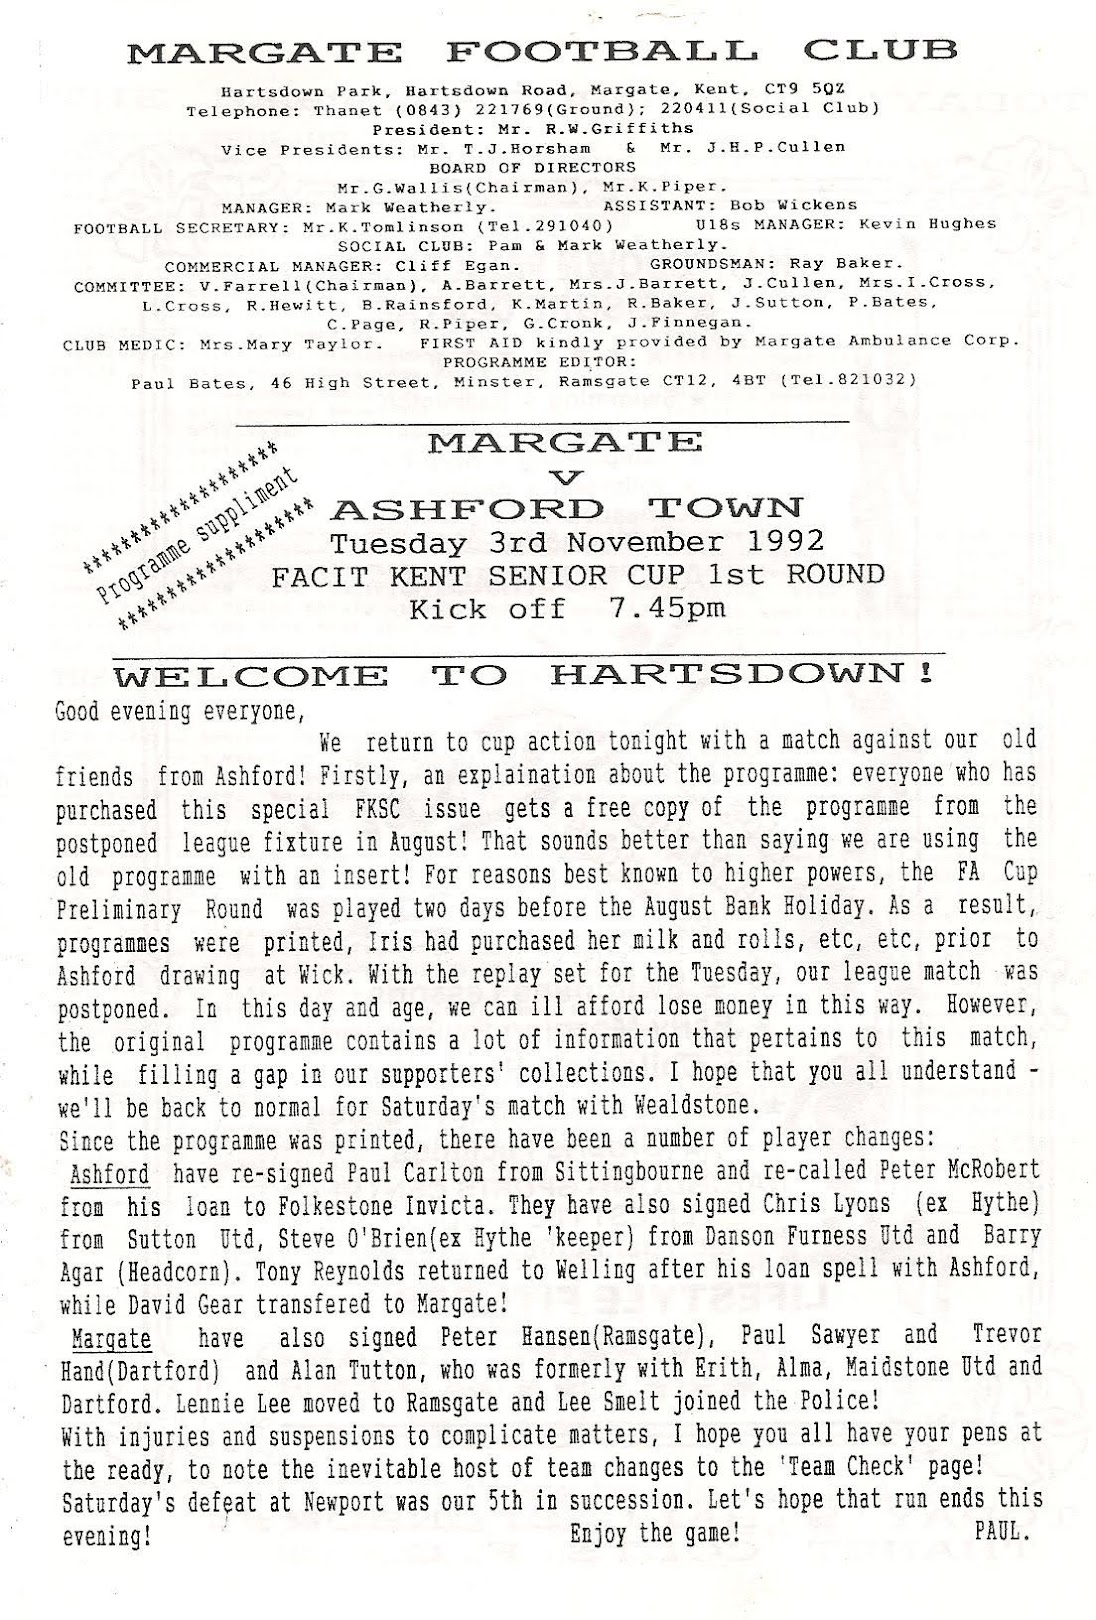 MARGATE FOOTBALL CLUB
Hartsdown Park, Hartsdown Road, Margate, Kent, CT9 5QZ
Telephone: Thanet (0843) 221769(Ground); 220411(Social Club)
President: Mr. R.W.Griffiths
Vice Presidents: Mr. T.J.Horsham & Mr. J.H.P.Cullen
BOARD OF DIRECTORS
Mr.G.Wallis(Chairman), Mr.K.Piper.
MANAGER: Mark Weatherly. ASSISTANT: Bob Wickens
FOOTBALL SECRETARY: Mr.K.Tomlinson (Tel.291040) U18s MANAGER: Kevin Hughes
SOCIAL CLUB: Pam & Mark Weatherly.
COMMERCIAL MANAGER: Cliff Egan. GROUNDSMAN: Ray Baker.
COMMITTEE: V.Farrell(Chairman), A.Barrett, Mrs.J.Barrett, J.Cullen, Mrs.I.Cross,
L.Cross, R.Hewitt, B.Rainsford, K.Martin, R.Baker, J.Sutton, P.Bates,
C.Page, R.Piper, G.Cronk, J.Finnegan.
CLUB MEDIC: Mrs.Mary Taylor. FIRST AID kindly provided by Margate Ambulance Corp.
PROGRAMME EDITOR:
Paul Bates, 46 High Street, Minster, Ramsgate CT12, 4BT (Tel.821032)
*******************
Programme suppliment
********************
MARGATE
V
ASHFORD TOWN
Tuesday 3rd November 1992
FACIT KENT SENIOR CUP 1st ROUND
Kick off 7.45pm
WELCOME TO HARTSDOWN!
Good evening everyone,
We return to cup action tonight with a match against our old
friends from Ashford! Firstly, an explaination about the programme: everyone who has
purchased this special FKSC issue gets a free copy of the programme from the
postponed league fixture in August! That sounds better than saying we are using the
old programme with an insert! For reasons best known to higher powers, the FA Cup
Preliminary Round was played two days before the August Bank Holiday. As a result,
programmes were printed, Iris had purchased her milk and rolls, etc, etc, prior to
Ashford drawing at Wick. With the replay set for the Tuesday, our league match was
postponed. In this day and age, we can ill afford lose money in this way. However,
the original programme contains a lot of information that pertains to this match,
while filling a gap in our supporters' collections. I hope that you all understand -
we'll be back to normal for Saturday's match with Wealdstone.
Since the programme was printed, there have been a number of player changes:
Ashford have re-signed Paul Carlton from Sittingbourne and re-called Peter McRobert
from his loan to Folkestone Invicta. They have also signed Chris Lyons (ex Hythe)
from Sutton Utd, Steve O'Brien(ex Hythe 'keeper) from Danson Furness Utd and Barry
Agar (Headcorn). Tony Reynolds returned to Welling after his loan spell with Ashford,
while David Gear transfered to Margate!
Margate have also signed Peter Hansen(Ramsgate), Paul Sawyer and Trevor
Hand(Dartford) and Alan Tutton, who was formerly with Erith, Alma, Maidstone Utd and
Dartford. Lennie Lee moved to Ramsgate and Lee Smelt joined the Police!
With injuries and suspensions to complicate matters, I hope you all have your pens at
the ready, to note the inevitable host of team changes to the 'Team Check' page!
Saturday's defeat at Newport was our 5th in succession. Let's hope that run ends this
evening! Enjoy the game! PAUL.